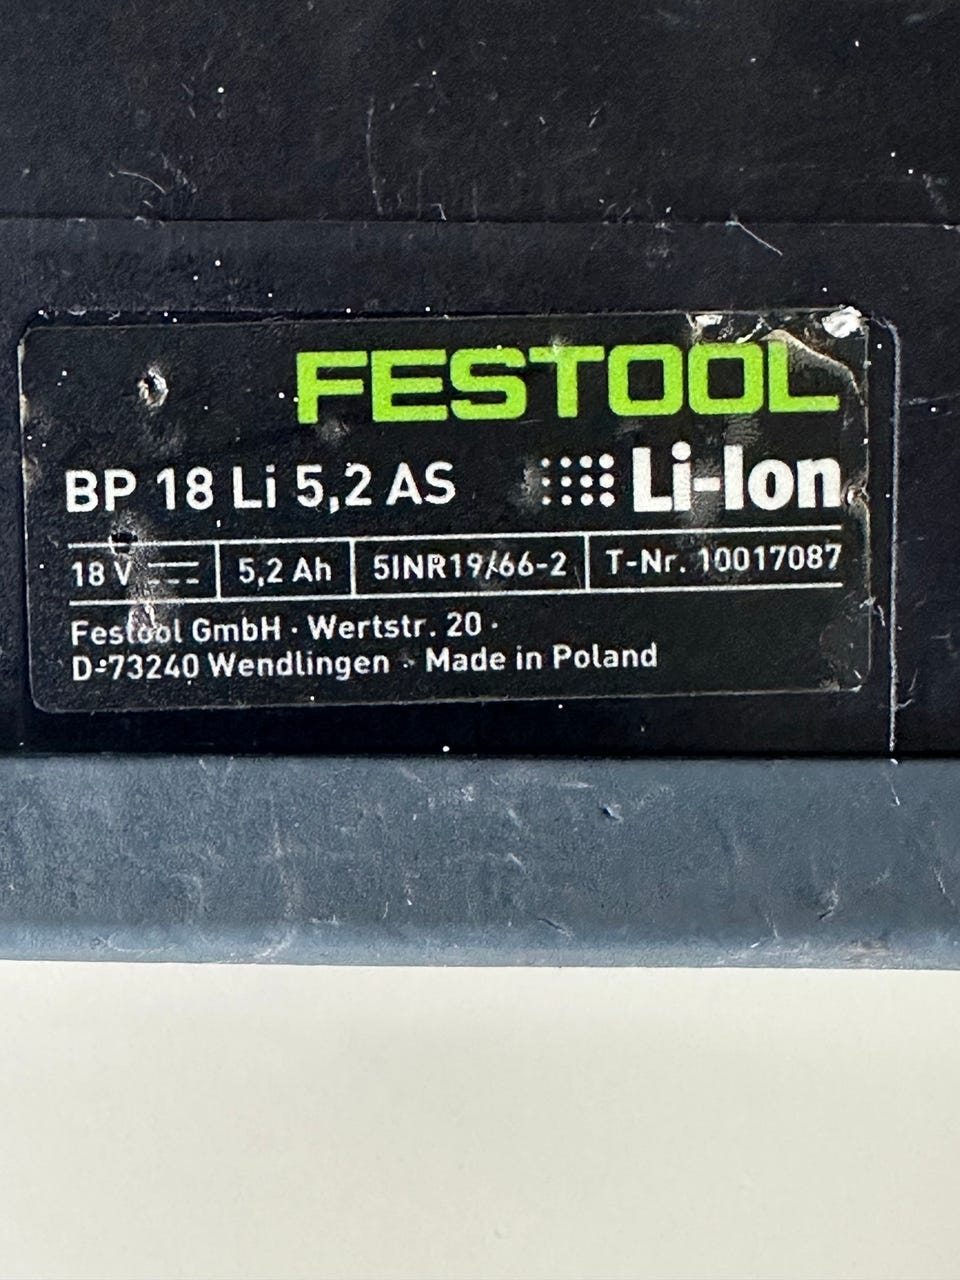 FESTOOL
BP 18 Li 5,2 AS Li-Ion
18 V ⎓ 5,2 Ah 5INR19/66-2 T-Nr. 10017087
Festool GmbH · Wertstr. 20 ·
D-73240 Wendlingen · Made in Poland